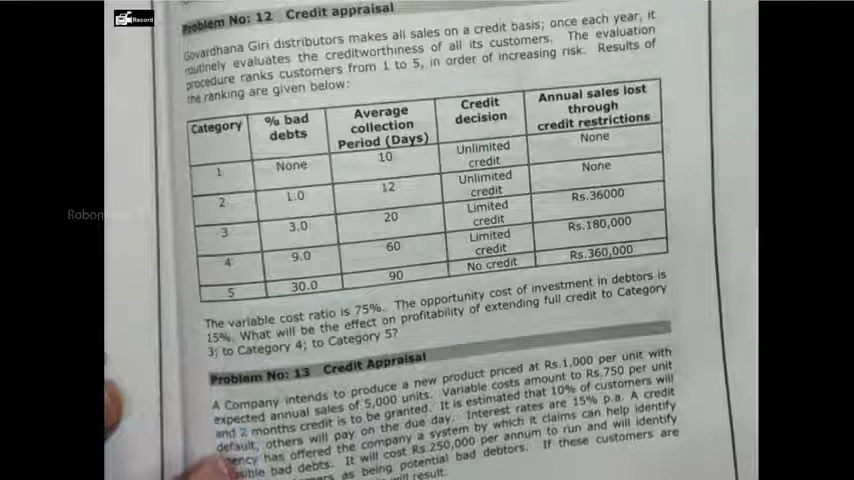 Record
Problem No: 12 Credit appraisal
Govardhana Giri distributors makes all sales on a credit basis; once each year, it
routinely evaluates the creditworthiness of all its customers. The evaluation
procedure ranks customers from 1 to 5, in order of increasing risk. Results of
the ranking are given below:
Category % bad debts Average collection Period (Days) Credit decision Annual sales lost through credit restrictions
1 None 10 Unlimited credit None
2 1.0 12 Unlimited credit None
3 3.0 20 Limited credit Rs.36000
4 9.0 60 Limited credit Rs.180,000
5 30.0 90 No credit Rs.360,000
The variable cost ratio is 75%. The opportunity cost of investment in debtors is
15%. What will be the effect on profitability of extending full credit to Category
3; to Category 4; to Category 5?
Problem No: 13 Credit Appraisal
A Company intends to produce a new product priced at Rs.1,000 per unit with
expected annual sales of 5,000 units. Variable costs amount to Rs.750 per unit
and 2 months credit is to be granted. It is estimated that 10% of customers will
default, others will pay on the due day. Interest rates are 15% p.a. A credit
has offered the company a system by which it claims can help identify
bad debts. It will cost Rs.250,000 per annum to run and will identify
as being potential bad debtors. If these customers are
will result.